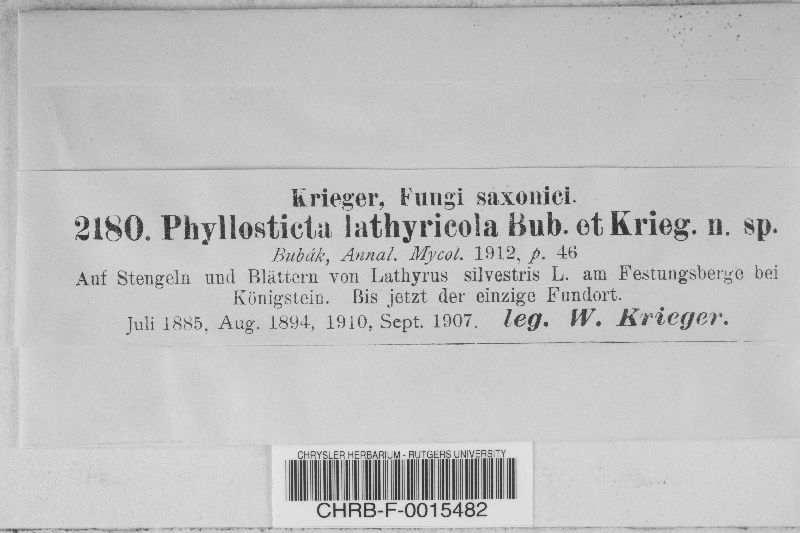 Krieger, Fungi saxonici.
2180. Phyllosticta lathyricola Bub. et Krieg. n. sp.
Bubák, Annal. Mycol. 1912, p. 46
Auf Stengeln und Blättern von Lathyrus silvestris L. am Festungsberge bei
Königstein. Bis jetzt der einzige Fundort.
Juli 1885, Aug. 1894, 1910, Sept. 1907. leg. W. Krieger.
CHRYSLER HERBARIUM - RUTGERS UNIVERSITY
CHRB-F-0015482